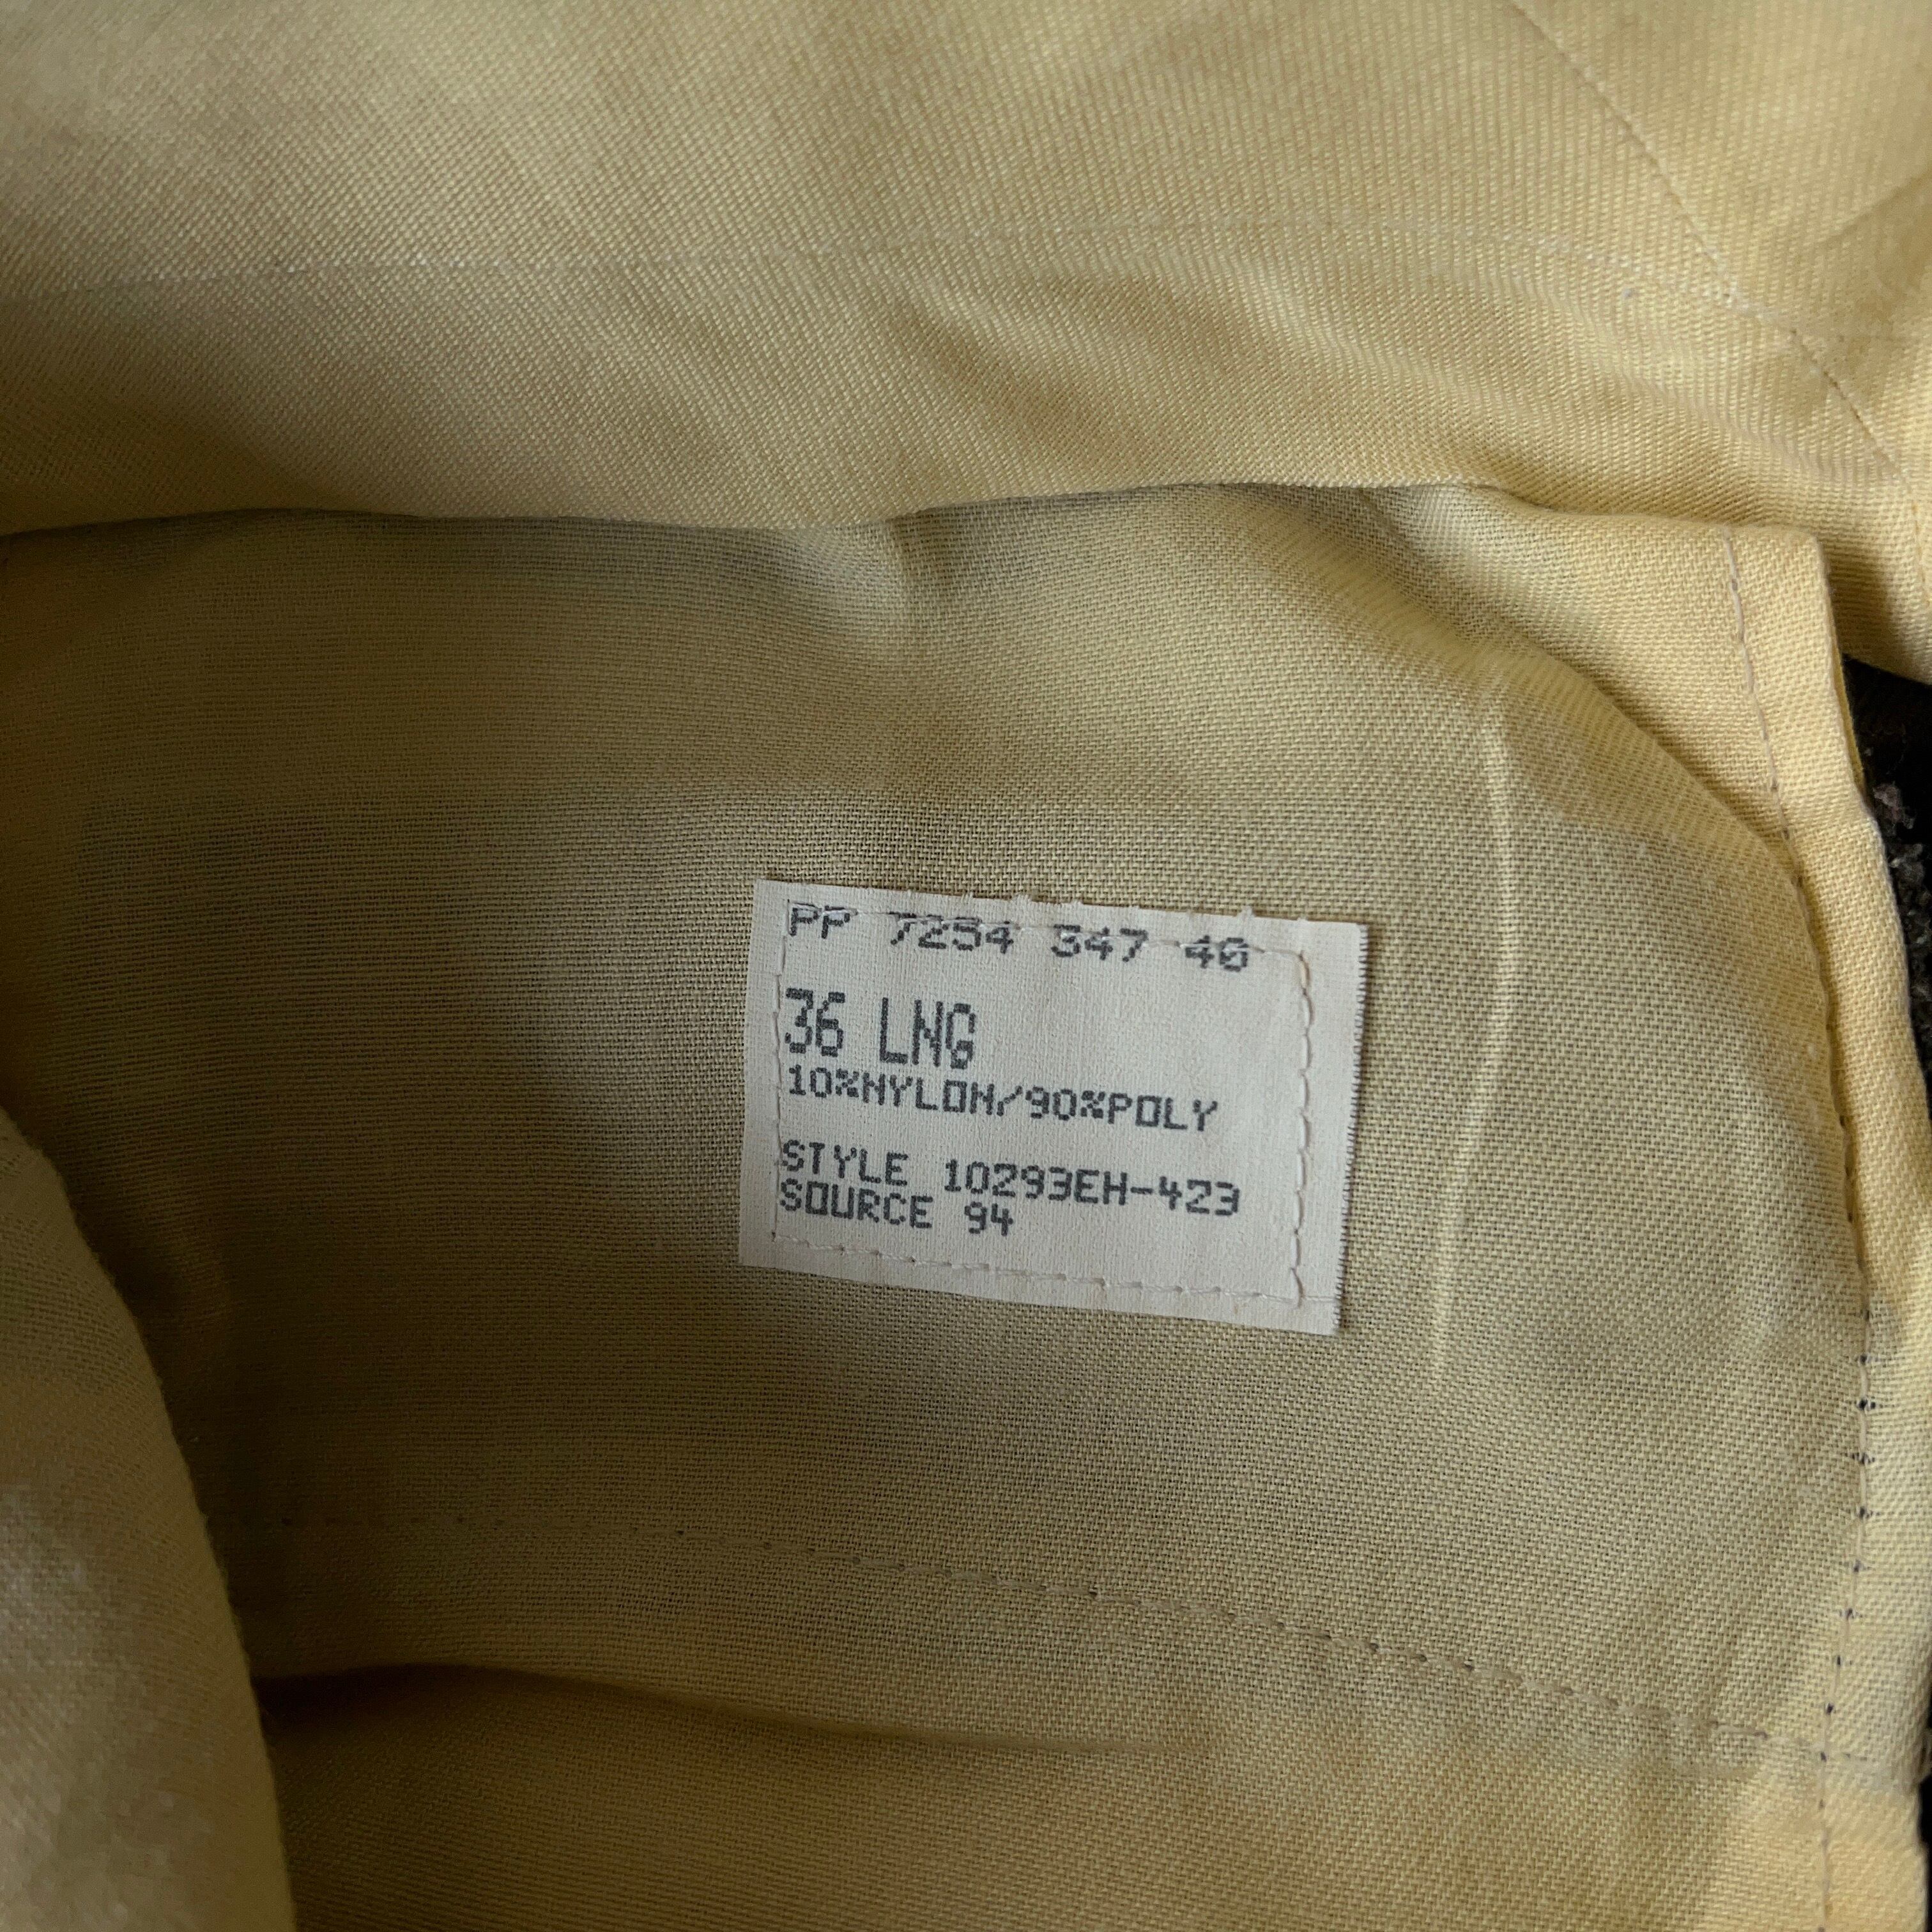 PP 7254 347 40
36 LNG
10%NYLON/90%POLY
STYLE 10293EH-423
SOURCE 94